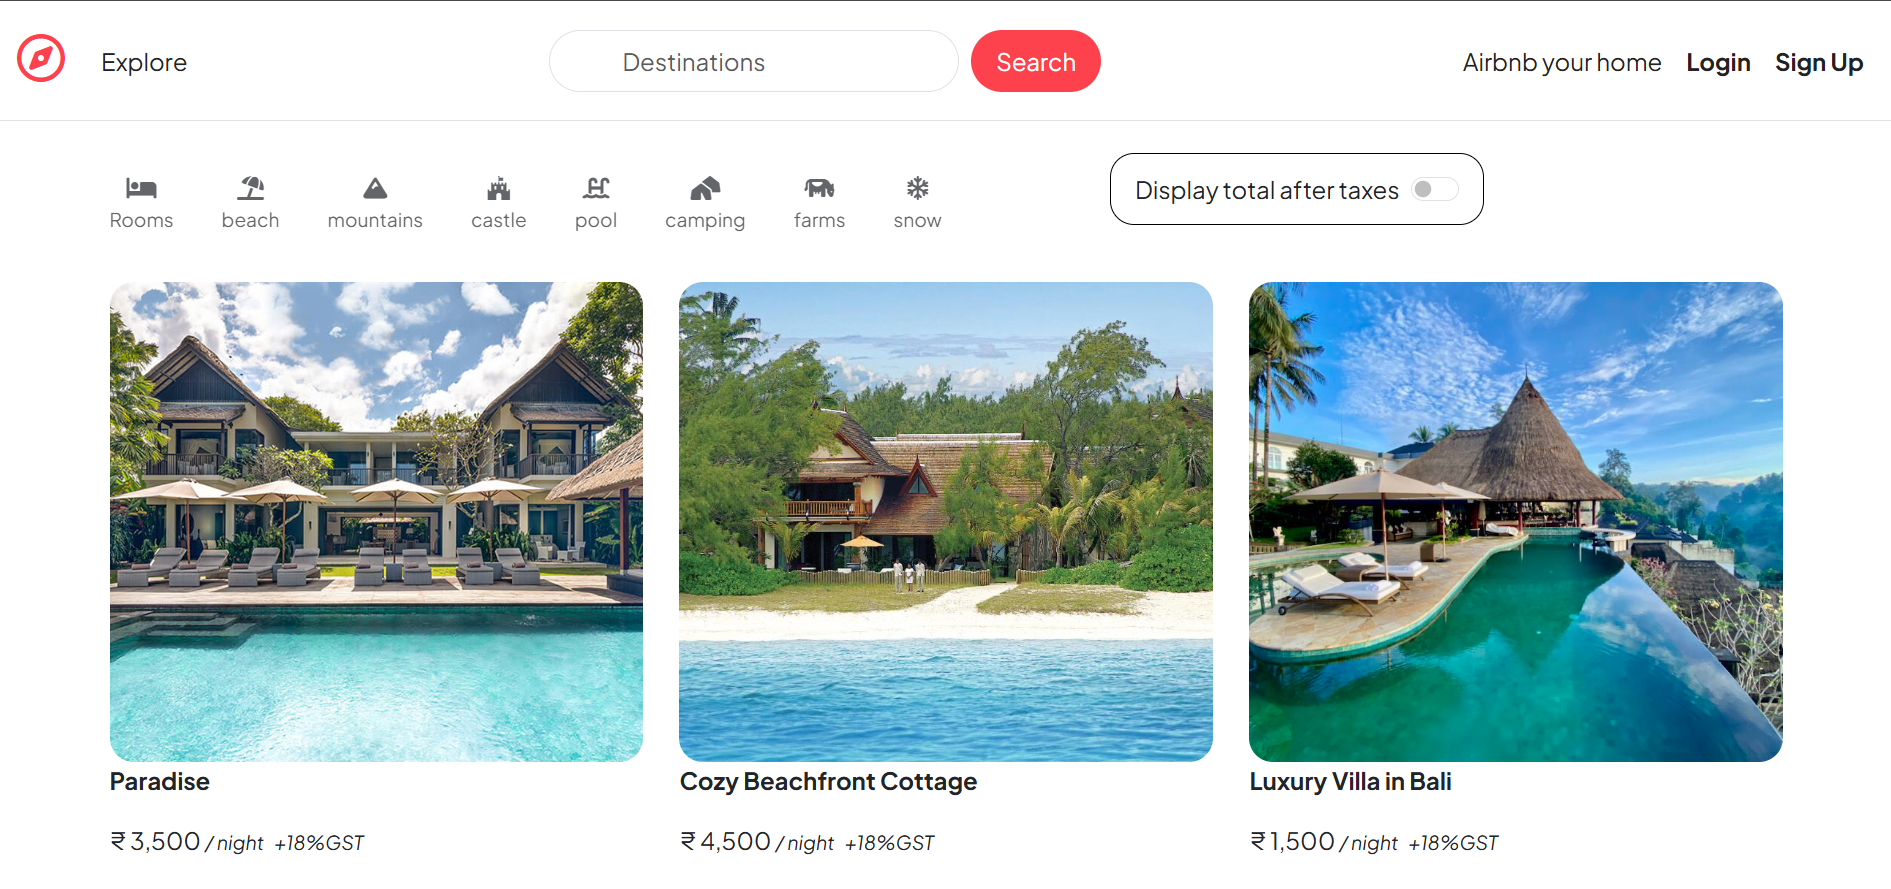 Explore
Destinations
Search
Airbnb your home
Login
Sign Up
Rooms
beach
mountains
castle
pool
camping
farms
snow
Display total after taxes
Paradise
₹ 3,500 / night +18%GST
Cozy Beachfront Cottage
₹ 4,500 / night +18%GST
Luxury Villa in Bali
₹ 1,500 / night +18%GST